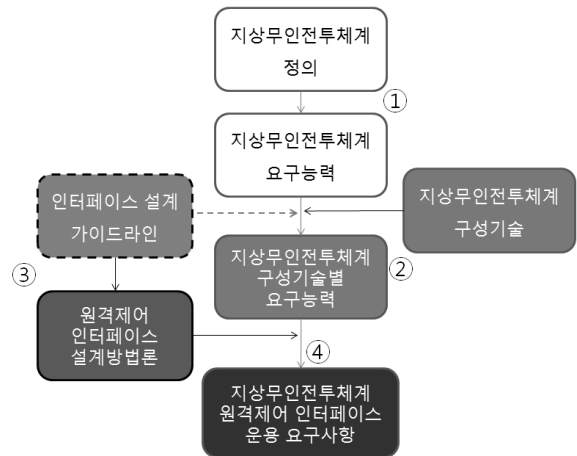 지상무인전투체계
정의
①
지상무인전투체계
요구능력
인터페이스 설계
가이드라인
지상무인전투체계
구성기술
③
지상무인전투체계
구성기술별
요구능력
②
원격제어
인터페이스
설계방법론
④
지상무인전투체계
원격제어 인터페이스
운용 요구사항